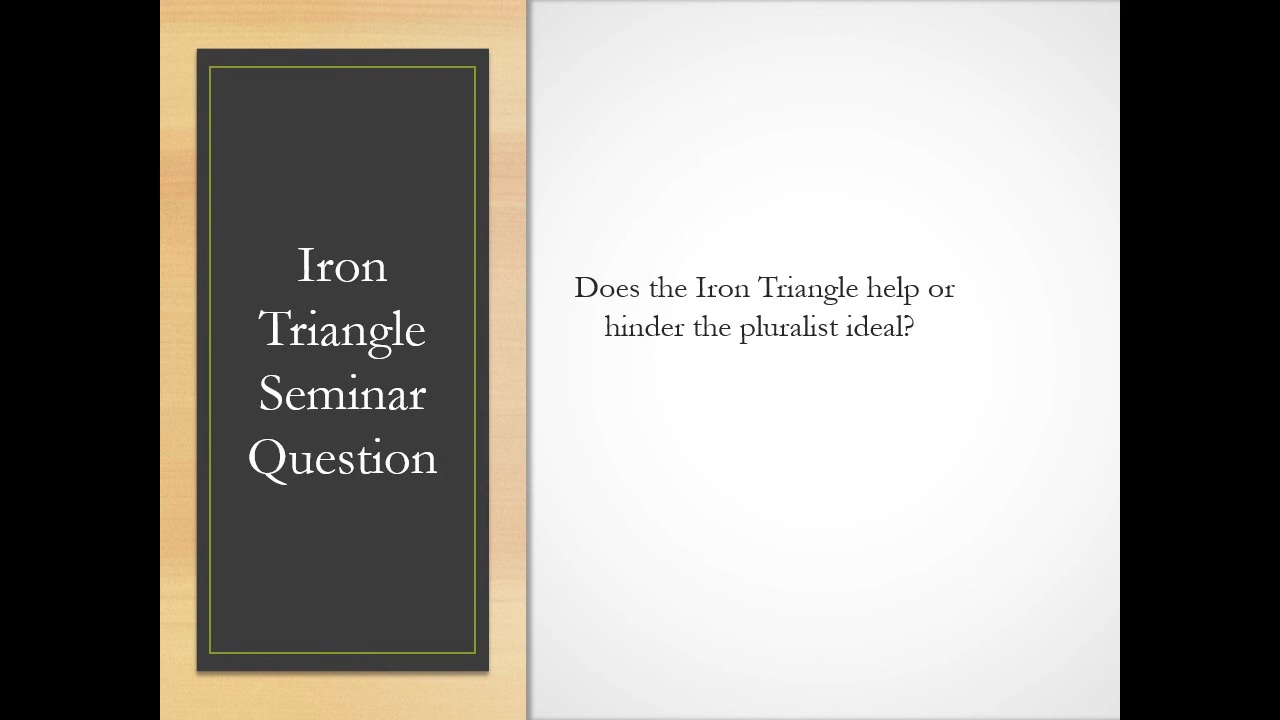 Iron
Triangle
Seminar
Question
Does the Iron Triangle help or
hinder the pluralist ideal?